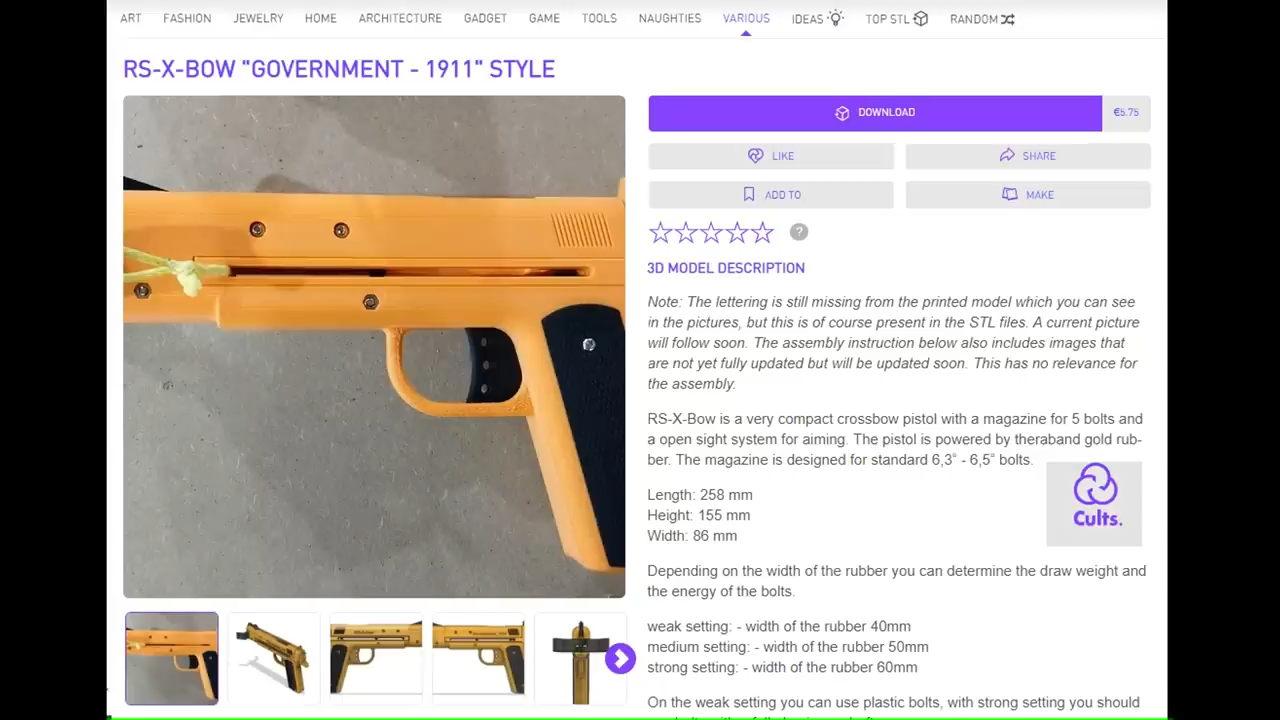 ART FASHION JEWELRY HOME ARCHITECTURE GADGET GAME TOOLS NAUGHTIES VARIOUS IDEAS TOP STL RANDOM
RS-X-BOW "GOVERNMENT - 1911" STYLE
DOWNLOAD €5.75
LIKE SHARE
ADD TO MAKE
?
3D MODEL DESCRIPTION
Note: The lettering is still missing from the printed model which you can see
in the pictures, but this is of course present in the STL files. A current picture
will follow soon. The assembly instruction below also includes images that
are not yet fully updated but will be updated soon. This has no relevance for
the assembly.
RS-X-Bow is a very compact crossbow pistol with a magazine for 5 bolts and
a open sight system for aiming. The pistol is powered by theraband gold rub-
ber. The magazine is designed for standard 6,3" - 6,5" bolts.
Length: 258 mm
Height: 155 mm
Width: 86 mm
Cults.
Depending on the width of the rubber you can determine the draw weight and
the energy of the bolts.
weak setting: - width of the rubber 40mm
medium setting: - width of the rubber 50mm
strong setting: - width of the rubber 60mm
On the weak setting you can use plastic bolts, with strong setting you should